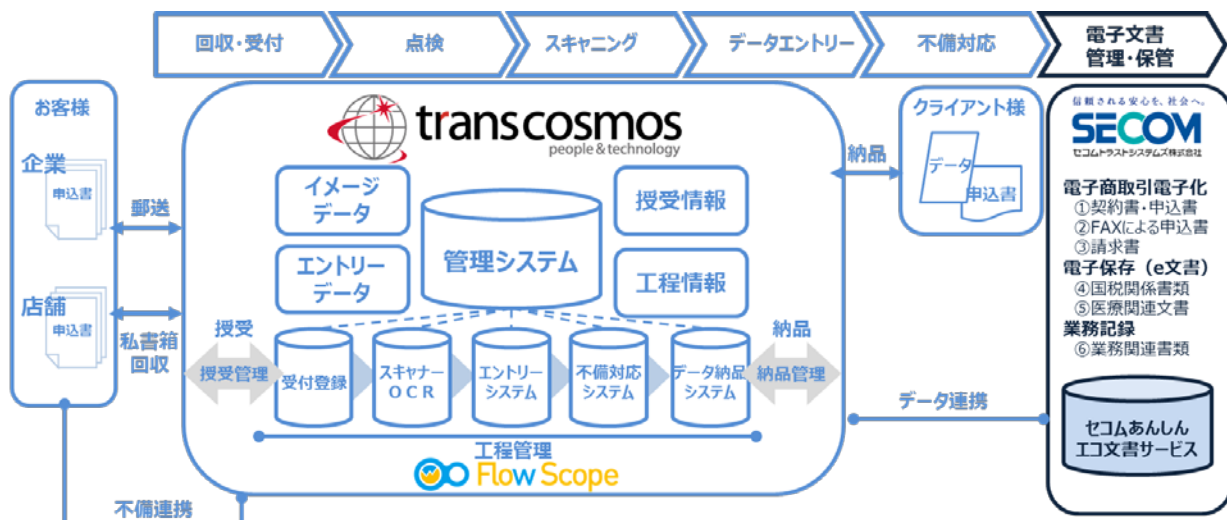 回収・受付
点検
スキャニング
データエントリー
不備対応
電子文書
管理・保管
お客様
企業
申込書
店舗
申込書
郵送
私書箱
回収
transcosmos
people & technology
イメージ
データ
エントリー
データ
管理システム
授受情報
工程情報
授受
授受管理
受付登録
スキャナー
OCR
エントリー
システム
不備対応
システム
データ納品
システム
納品
納品管理
工程管理
Flow Scope
不備連携
納品
クライアント様
データ
申込書
データ連携
信頼される安心を、社会へ。
SECOM
セコムトラストシステムズ株式会社
電子商取引電子化
①契約書・申込書
②FAXによる申込書
③請求書
電子保存（e文書）
④国税関係書類
⑤医療関連文書
業務記録
⑥業務関連書類
セコムあんしん
エコ文書サービス